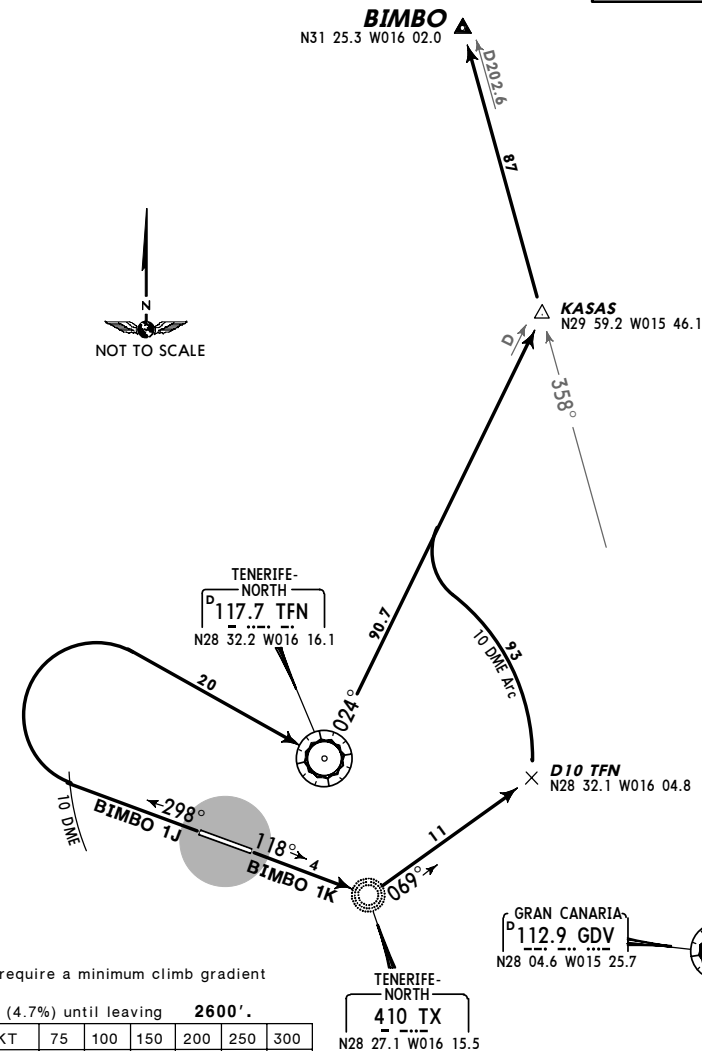 BIMBO
N31 25.3 W016 02.0
D202.6
87
N
NOT TO SCALE
KASAS
N29 59.2 W015 46.1
D
358°
TENERIFE-
NORTH
D 117.7 TFN
N28 32.2 W016 16.1
90.7
93
10 DME Arc
20
024°
D10 TFN
N28 32.1 W016 04.8
10 DME
298°
BIMBO 1J
118°
4
BIMBO 1K
11
069°
GRAN CANARIA
D 112.9 GDV
N28 04.6 W015 25.7
TENERIFE-
NORTH
410 TX
N28 27.1 W016 15.5
require a minimum climb gradient
(4.7%) until leaving 2600'.
KT 75 100 150 200 250 300